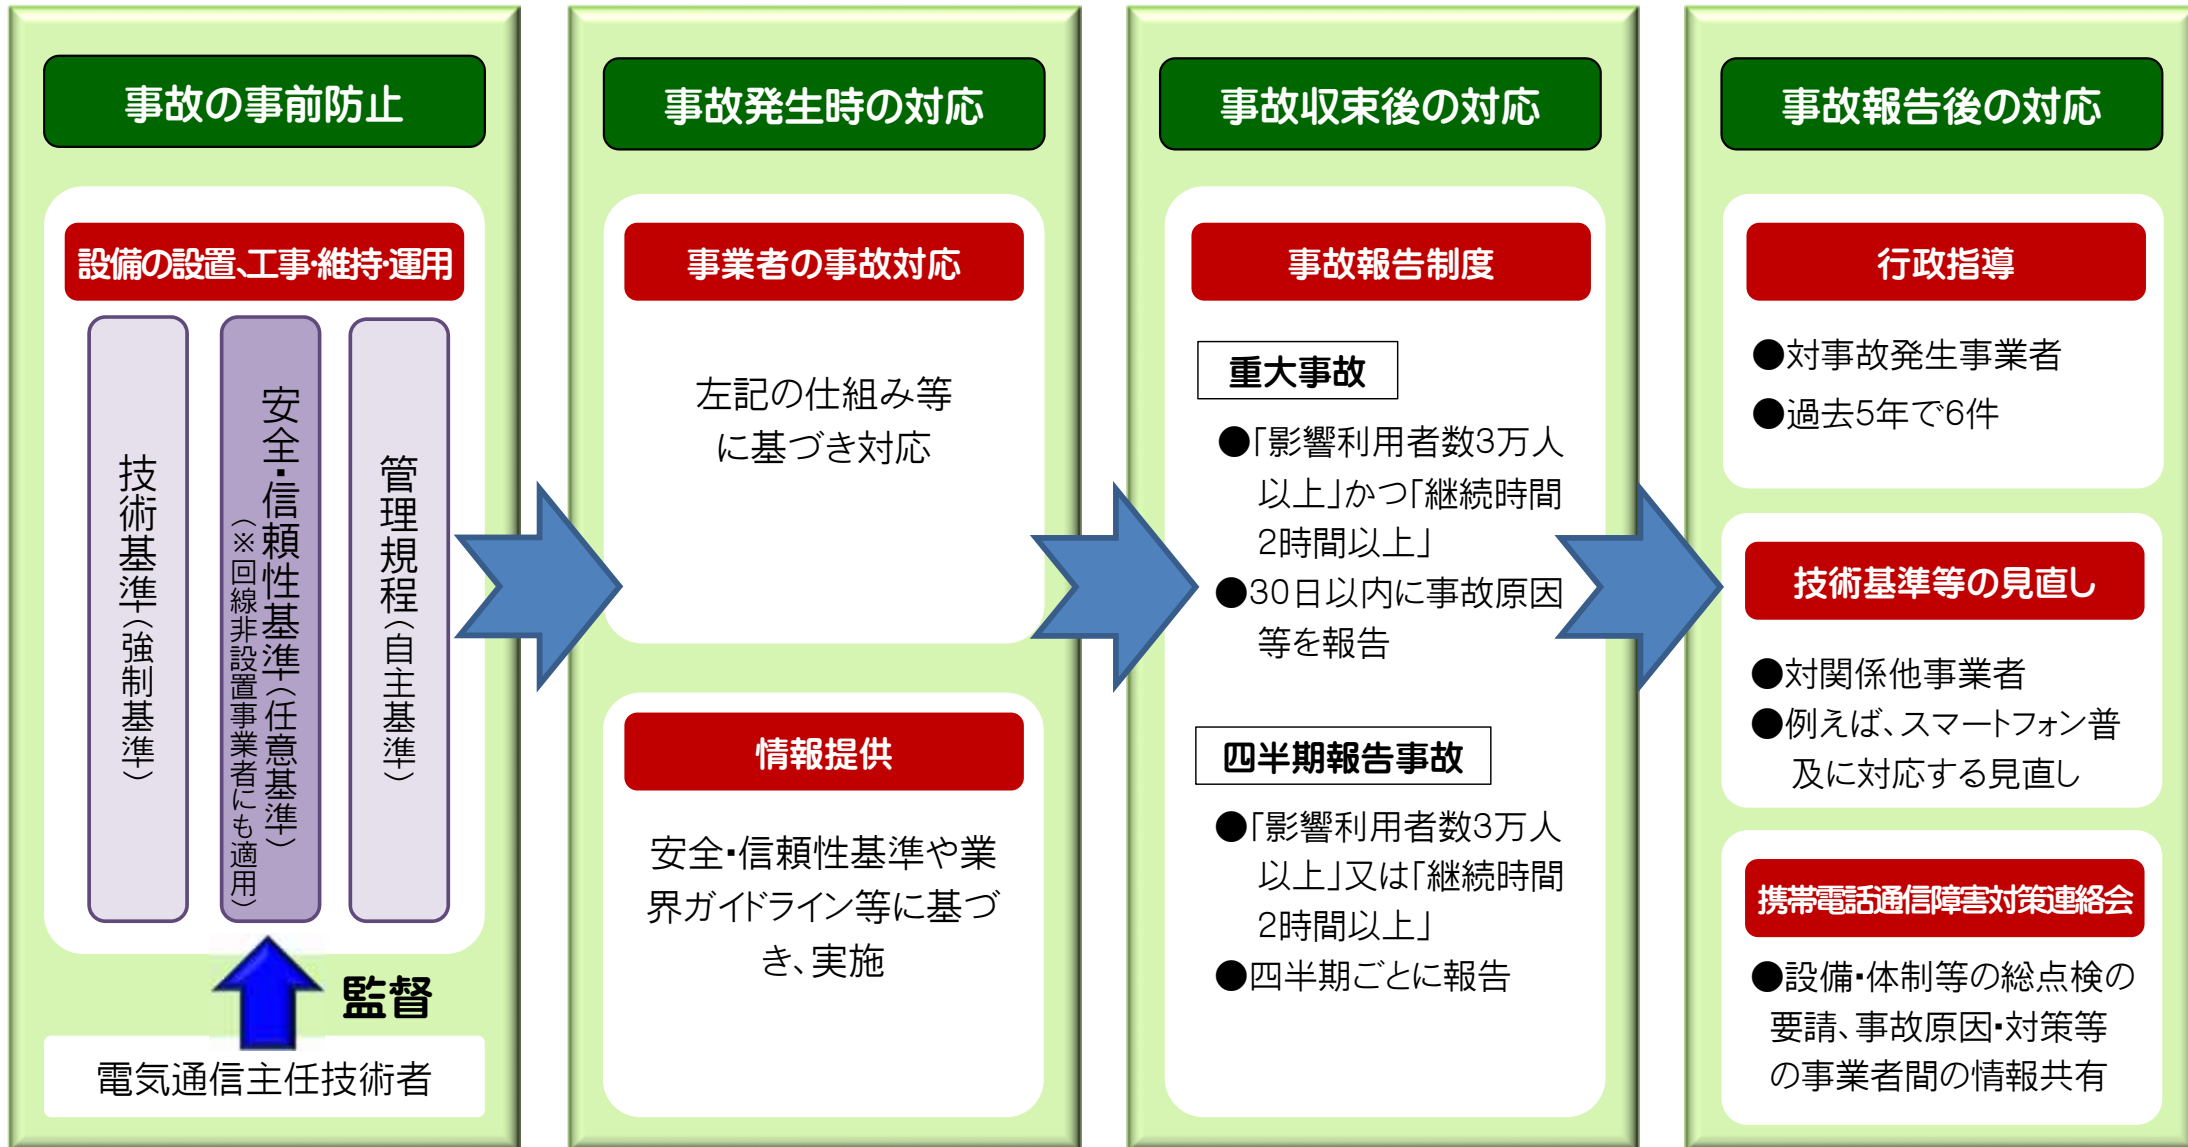 事故の事前防止
設備の設置、工事・維持・運用
技術基準（強制基準）
安全・信頼性基準（任意基準）
（※回線非設置事業者にも適用）
管理規程（自主基準）
監督
電気通信主任技術者
事故発生時の対応
事業者の事故対応
左記の仕組み等
に基づき対応
情報提供
安全・信頼性基準や業
界ガイドライン等に基づ
き、実施
事故収束後の対応
事故報告制度
重大事故
●「影響利用者数3万人
以上」かつ「継続時間
2時間以上」
●30日以内に事故原因
等を報告
四半期報告事故
●「影響利用者数3万人
以上」又は「継続時間
2時間以上」
●四半期ごとに報告
事故報告後の対応
行政指導
●対事故発生事業者
●過去5年で6件
技術基準等の見直し
●対関係他事業者
●例えば、スマートフォン普
及に対応する見直し
携帯電話通信障害対策連絡会
●設備・体制等の総点検の
要請、事故原因・対策等
の事業者間の情報共有